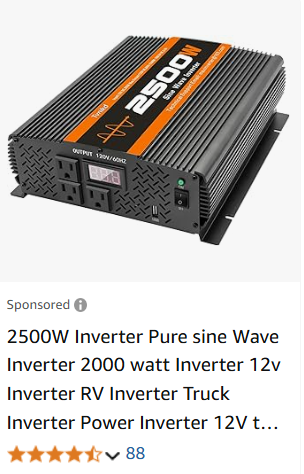 2500W
Sine Wave Inverter
OUTPUT 120V/60HZ
Sponsored
2500W Inverter Pure sine Wave
Inverter 2000 watt Inverter 12v
Inverter RV Inverter Truck
Inverter Power Inverter 12V t…
88